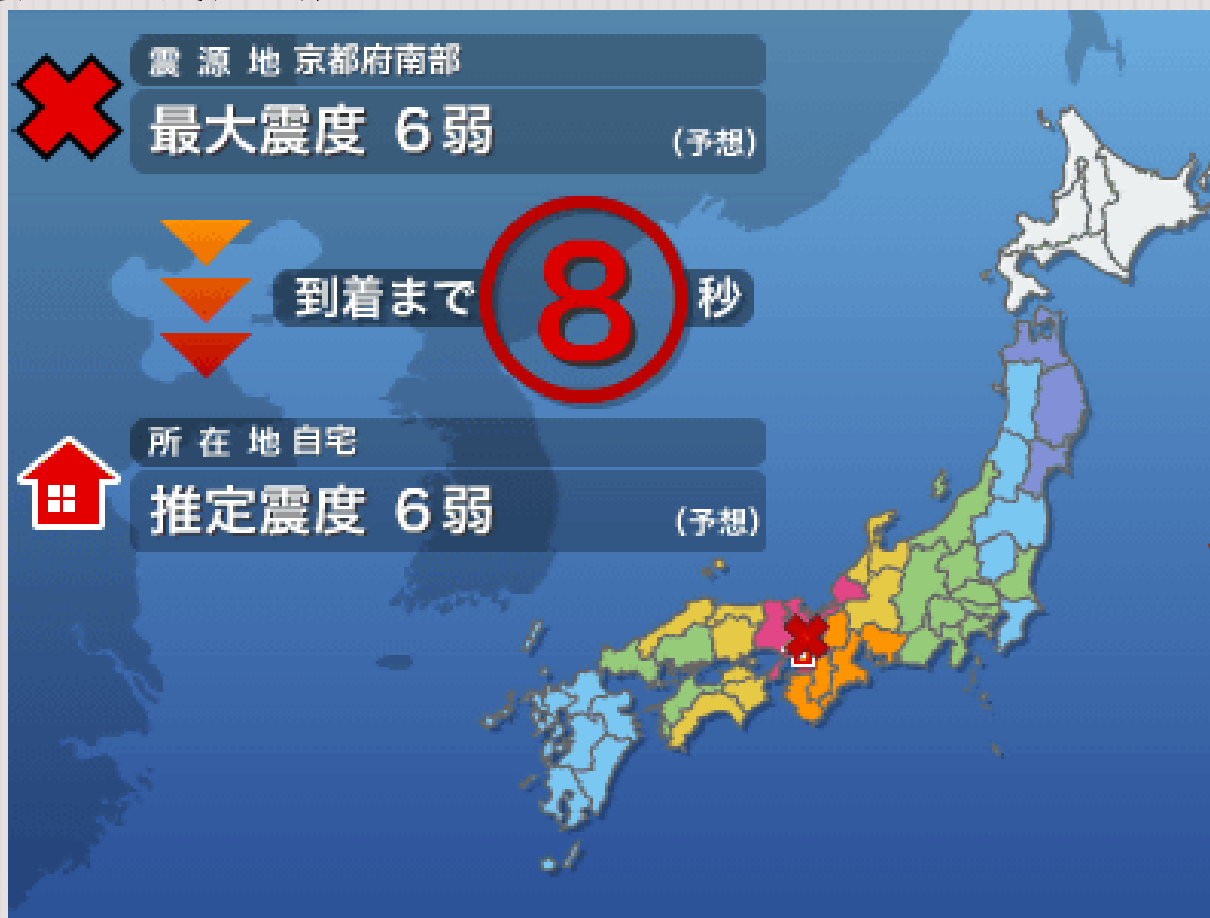 震源地 京都府南部
最大震度 6弱 (予想)
到着まで 8 秒
所在地 自宅
推定震度 6弱 (予想)